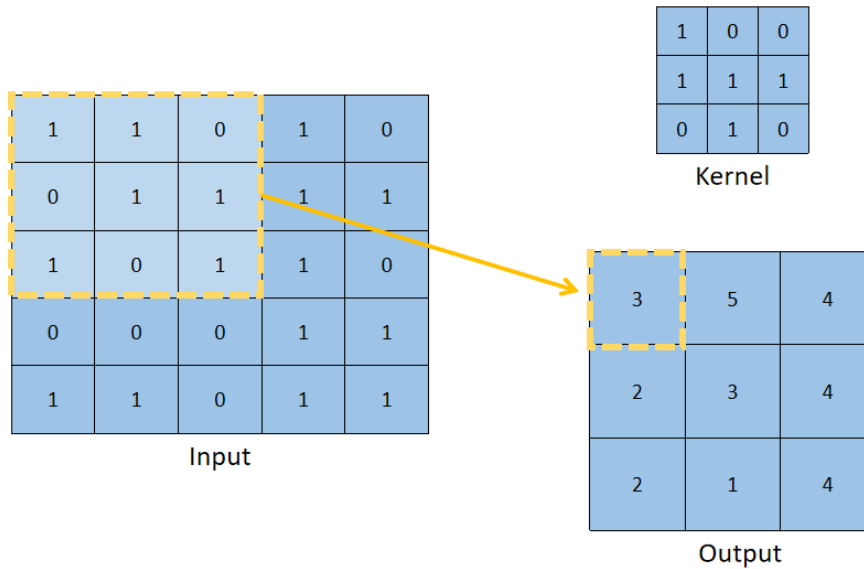 1 0 0
1 1 1
0 1 0
Kernel
1 1 0 1 0
0 1 1 1 1
1 0 1 1 0
0 0 0 1 1
1 1 0 1 1
Input
3 5 4
2 3 4
2 1 4
Output